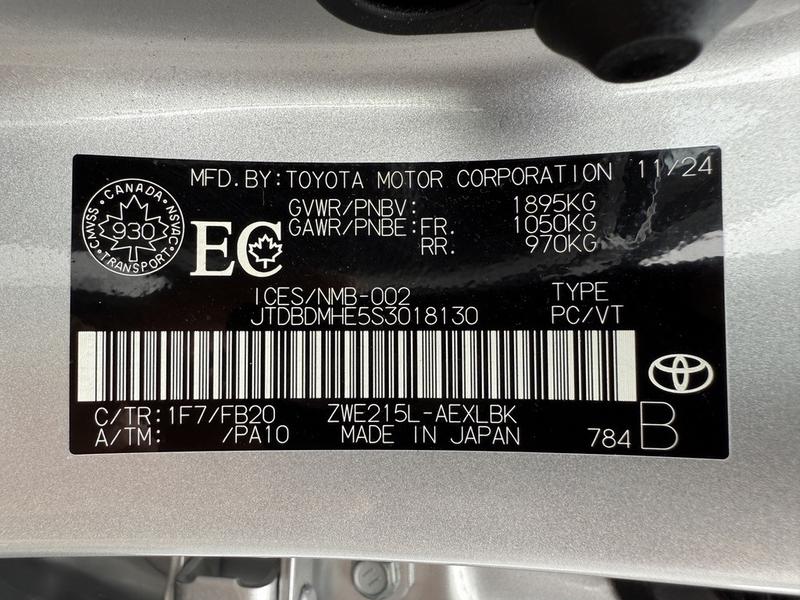 MFD.BY:TOYOTA MOTOR CORPORATION 11/24
CANADA
CMVSS 930 NSVAC
TRANSPORT
EC
GVWR/PNBV: 1895KG
GAWR/PNBE:FR. 1050KG
RR. 970KG
ICES/NMB-002 TYPE
JTDBDMHE5S3018130 PC/VT
C/TR:1F7/FB20 ZWE215L-AEXLBK
A/TM: /PA10 MADE IN JAPAN 784 B